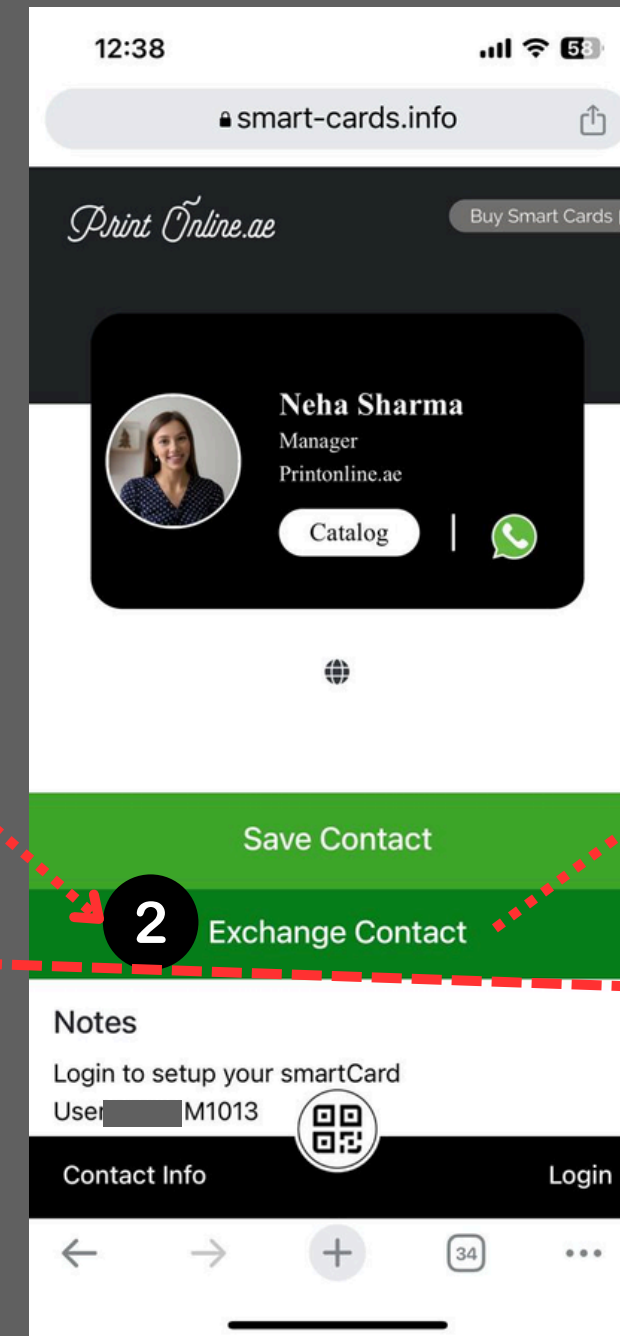 12:38
58
smart-cards.info
Print Online.ae
Buy Smart Cards
Neha Sharma
Manager
Printonline.ae
Catalog
Save Contact
2
Exchange Contact
Notes
Login to setup your smartCard
User M1013
Contact Info
Login
34